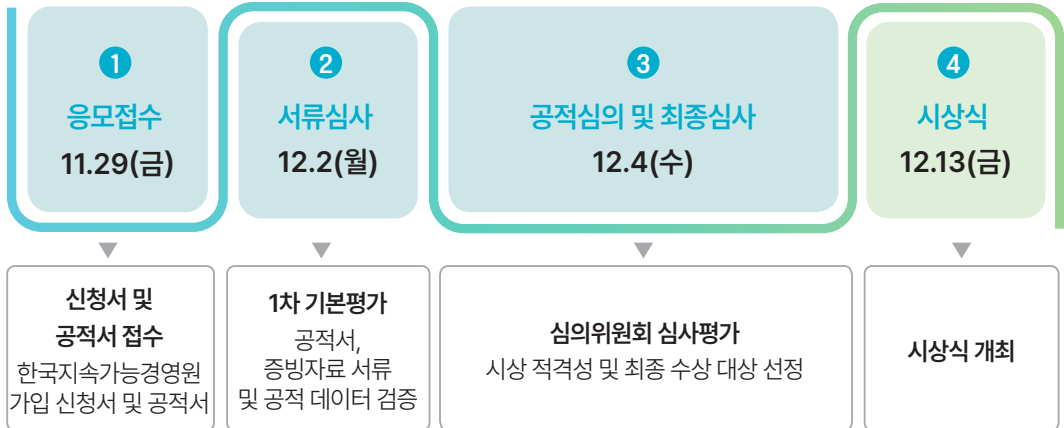 1
응모접수
11.29(금)
2
서류심사
12.2(월)
3
공적심의 및 최종심사
12.4(수)
4
시상식
12.13(금)
신청서 및
공적서 접수
한국지속가능경영원
가입 신청서 및 공적서
1차 기본평가
공적서,
증빙자료 서류
및 공적 데이터 검증
심의위원회 심사평가
시상 적격성 및 최종 수상 대상 선정
시상식 개최